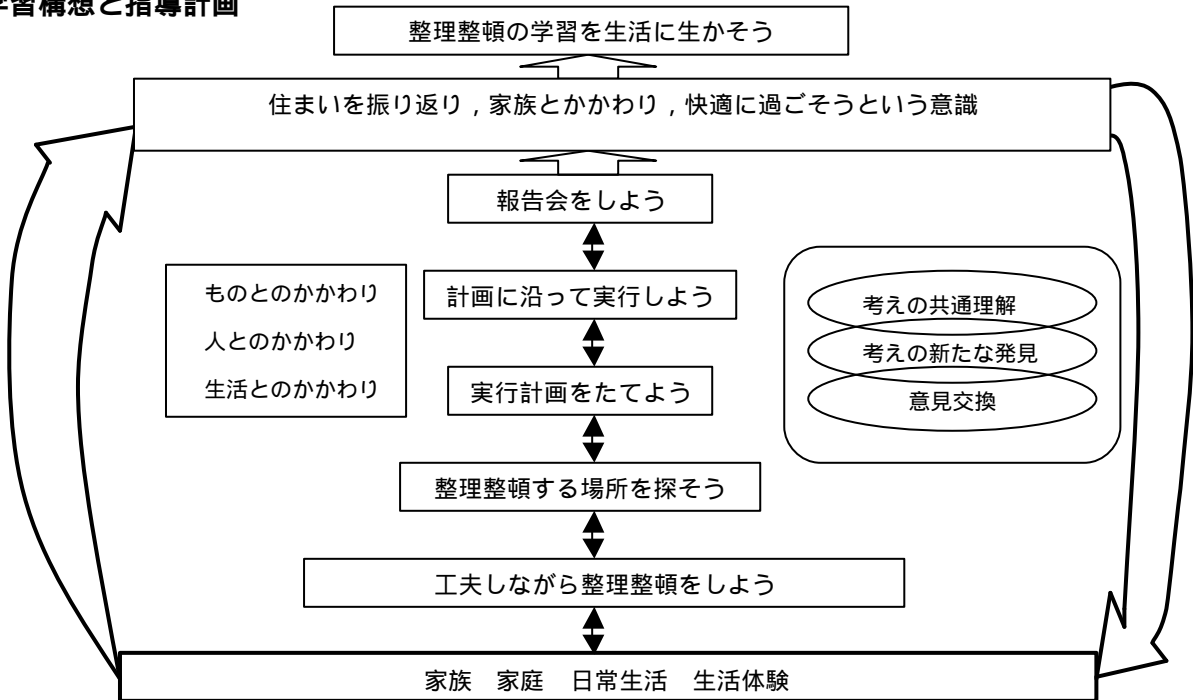 学習構想と指導計画
整理整頓の学習を生活に生かそう
住まいを振り返り，家族とかかわり，快適に過ごそうという意識
報告会をしよう
ものとのかかわり
人とのかかわり
生活とのかかわり
計画に沿って実行しよう
実行計画をたてよう
考えの共通理解
考えの新たな発見
意見交換
整理整頓する場所を探そう
工夫しながら整理整頓をしよう
家族　家庭　日常生活　生活体験